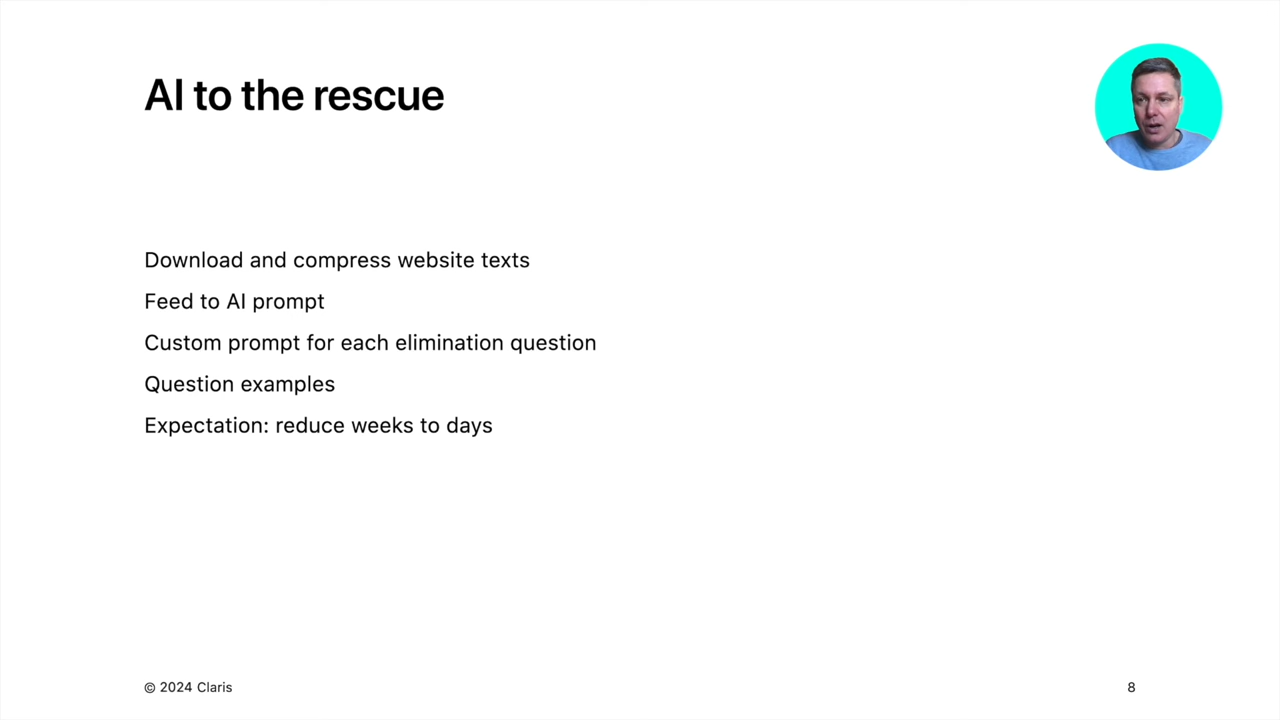 AI to the rescue
Download and compress website texts
Feed to AI prompt
Custom prompt for each elimination question
Question examples
Expectation: reduce weeks to days
© 2024 Claris
8